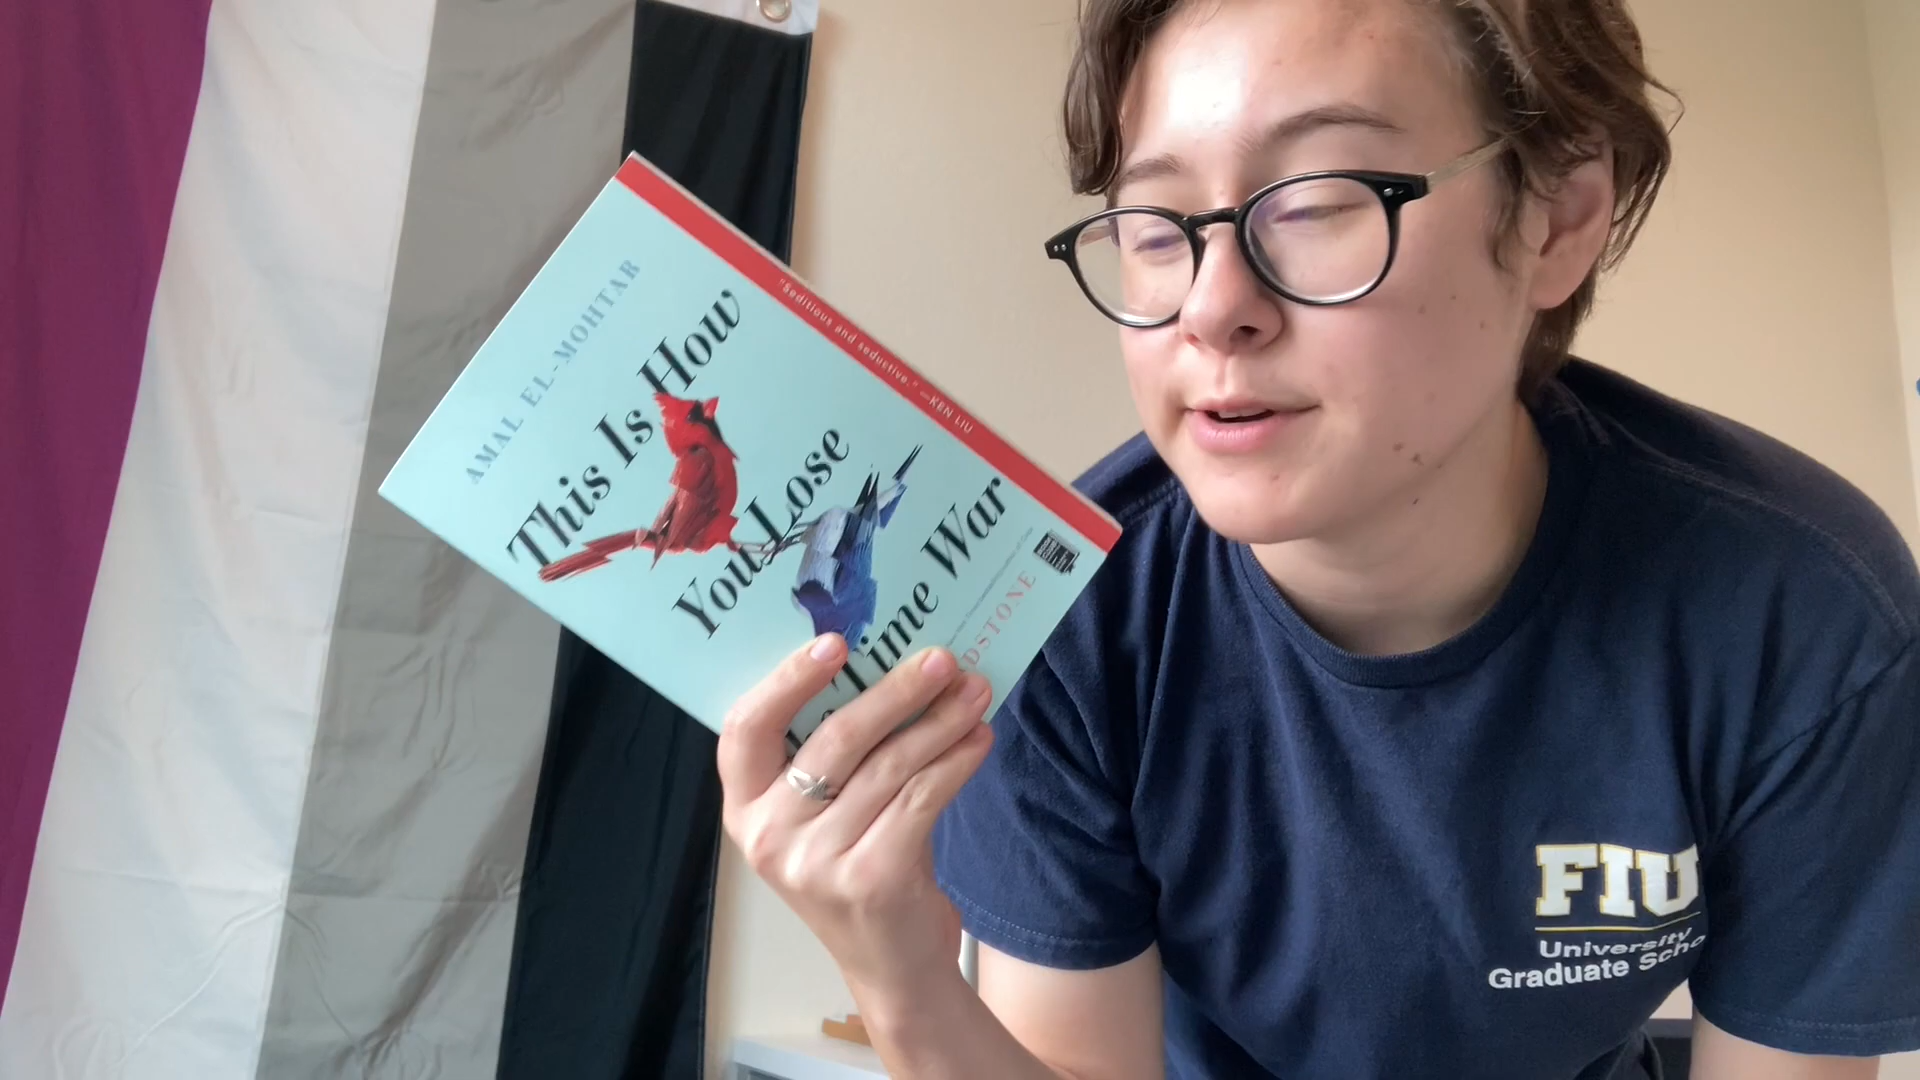 "Seditious and seductive." —KEN LIU
AMAL EL-MOHTAR
This Is How
You Lose
Time War
DSTONE
FIU
University
Graduate Scho